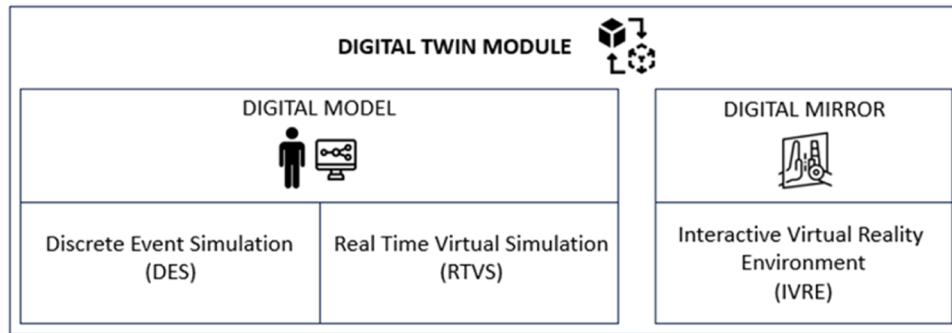 DIGITAL TWIN MODULE
DIGITAL MODEL
Discrete Event Simulation
(DES)
Real Time Virtual Simulation
(RTVS)
DIGITAL MIRROR
Interactive Virtual Reality
Environment
(IVRE)